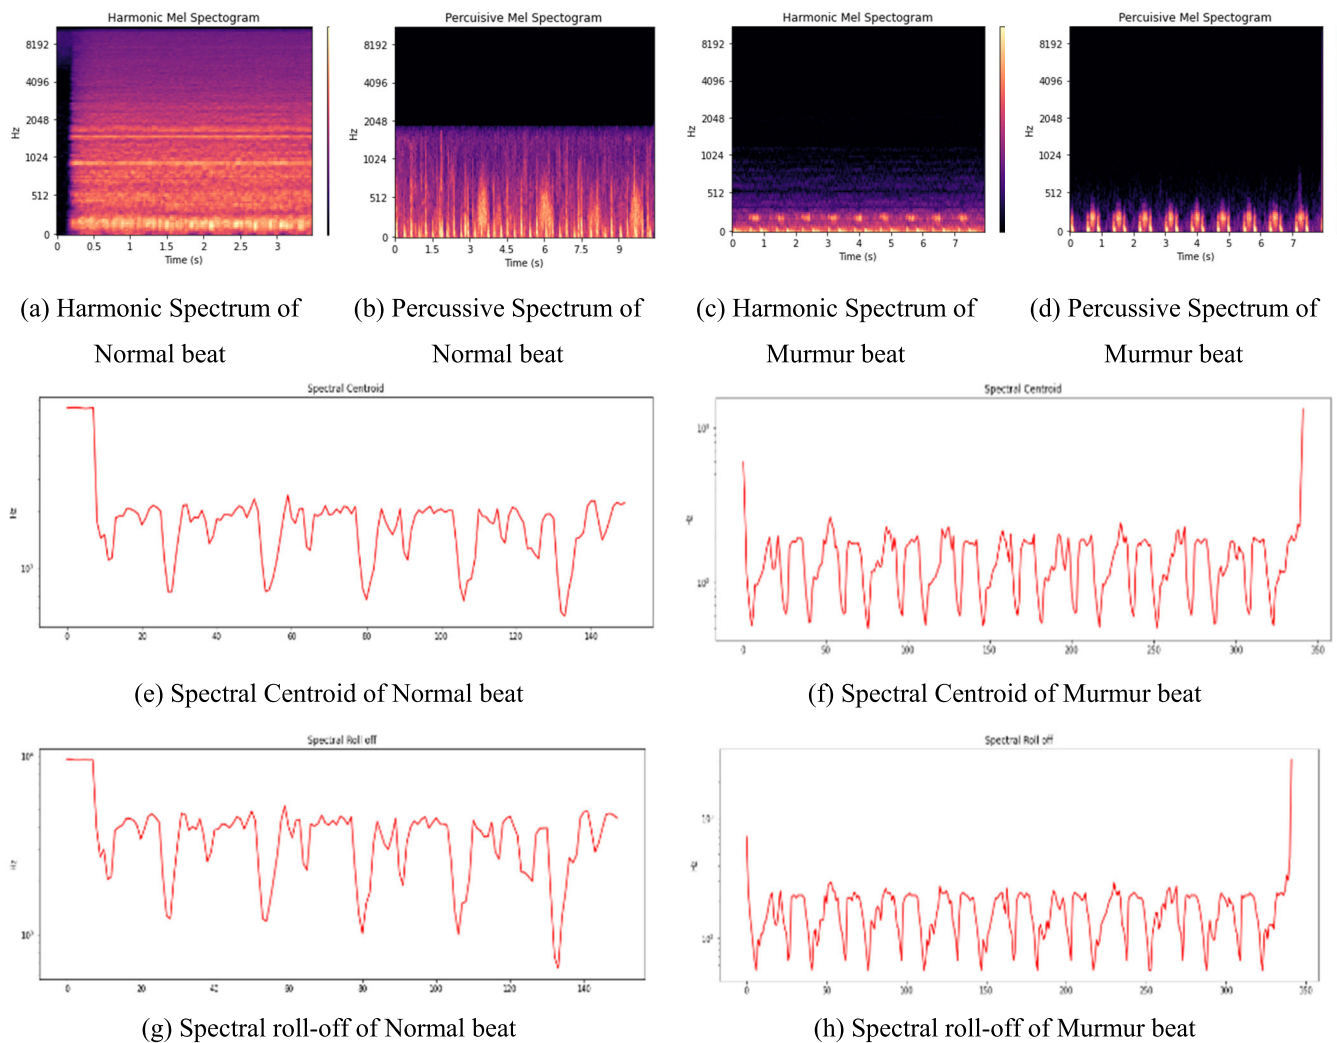 Harmonic Mel Spectogram
Percuisive Mel Spectogram
Harmonic Mel Spectogram
Percuisive Mel Spectogram
8192
4096
2048
1024
512
0
Hz
0 0.5 1 1.5 2 2.5 3
Time (s)
8192
4096
2048
1024
512
0
Hz
0 1.5 3 4.5 6 7.5 9
Time (s)
8192
4096
2048
1024
512
0
Hz
0 1 2 3 4 5 6 7
Time (s)
8192
4096
2048
1024
512
0
Hz
0 1 2 3 4 5 6 7
Time (s)
(a) Harmonic Spectrum of
Normal beat
(b) Percussive Spectrum of
Normal beat
(c) Harmonic Spectrum of
Murmur beat
(d) Percussive Spectrum of
Murmur beat
Spectral Centroid
Hz
10³
0 20 40 60 80 100 120 140
Spectral Centroid
Hz
0 50 100 150 200 250 300 350
(e) Spectral Centroid of Normal beat
(f) Spectral Centroid of Murmur beat
Spectral Roll off
10⁴
Hz
10³
0 20 40 60 80 100 120 140
Spectral Roll off
Hz
0 50 100 150 200 250 300 350
(g) Spectral roll-off of Normal beat
(h) Spectral roll-off of Murmur beat